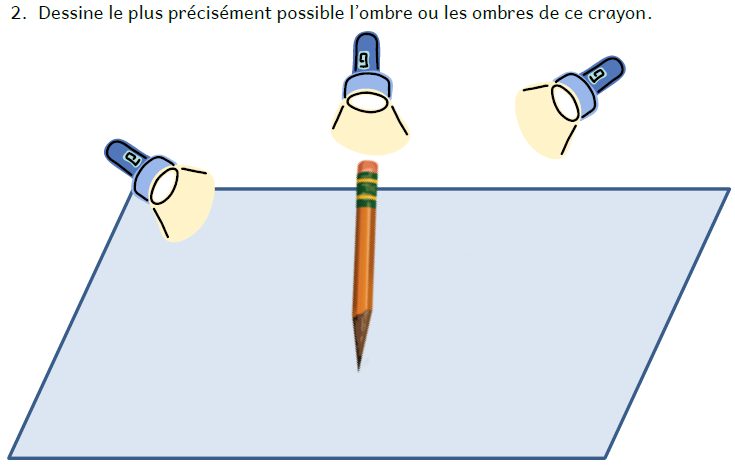 2. Dessine le plus précisément possible l'ombre ou les ombres de ce crayon.